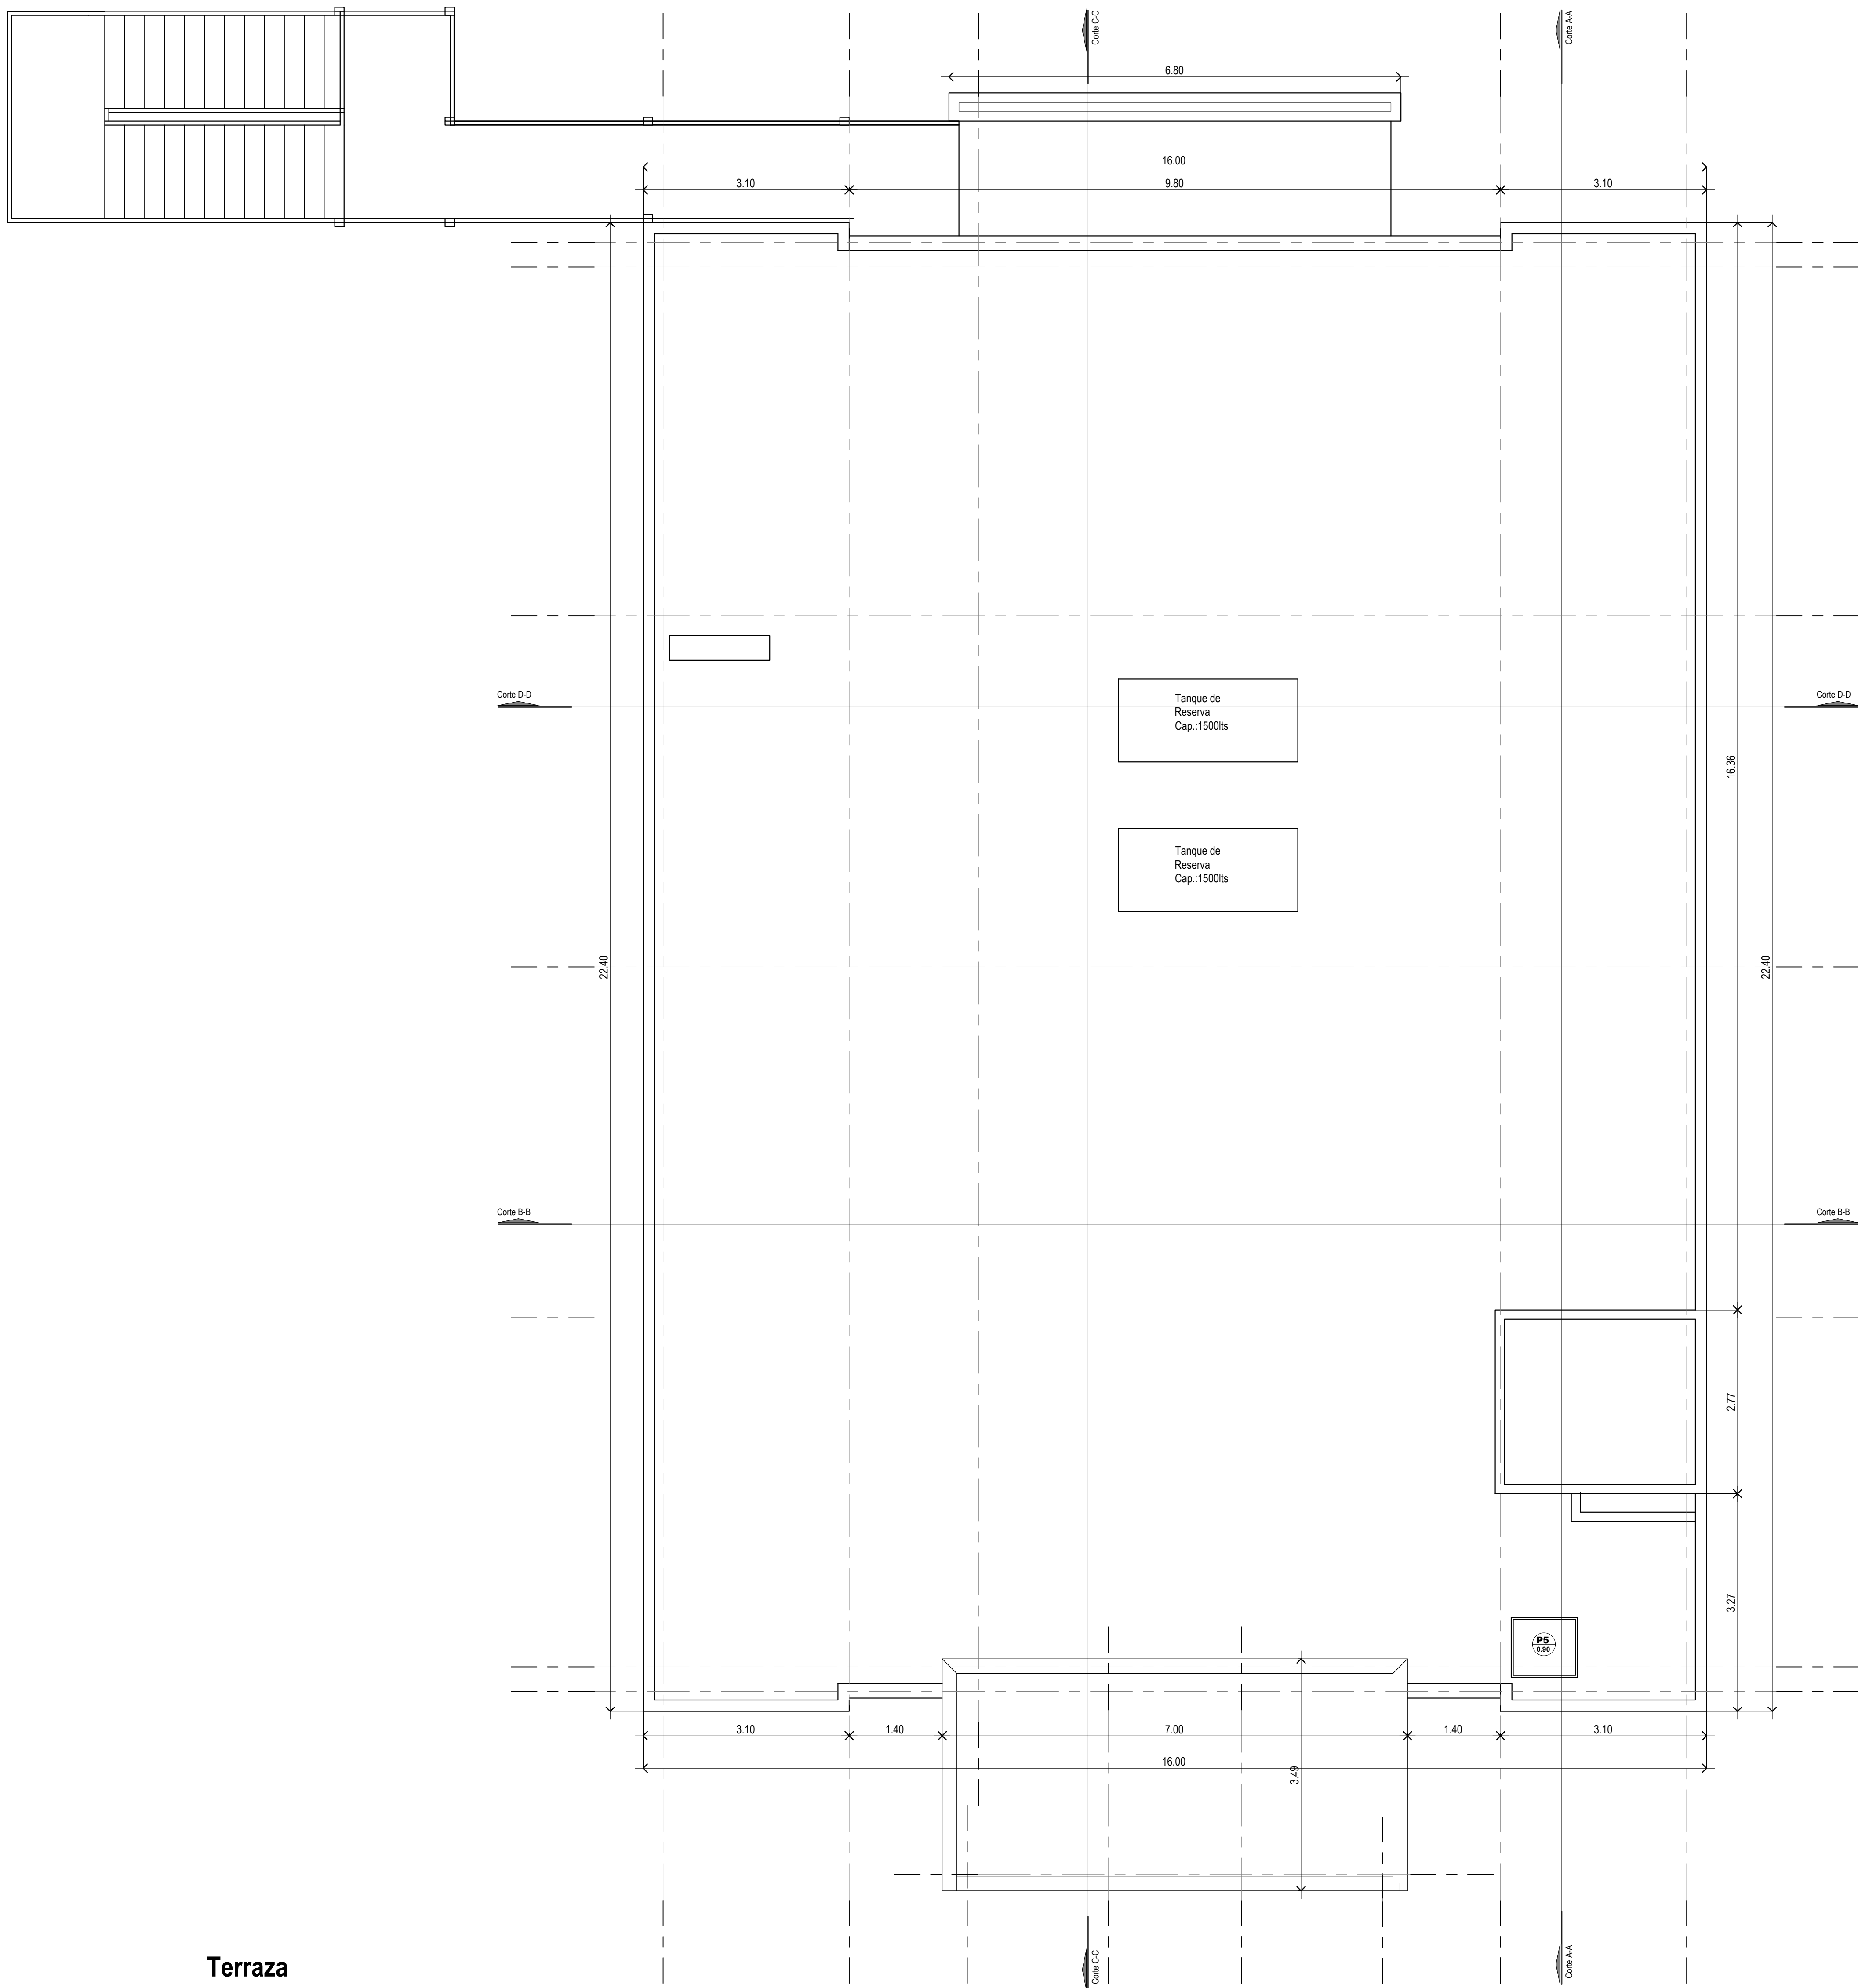 Corte C-C
Corte A-A
6.80
16.00
3.10
9.80
3.10
Corte D-D
Corte D-D
Tanque de
Reserva
Cap.:1500lts
16.36
Tanque de
Reserva
Cap.:1500lts
22.40
22.40
Corte B-B
Corte B-B
2.77
3.27
P5
0.90
3.10
1.40
7.00
1.40
3.10
16.00
3.49
Corte C-C
Corte A-A
Terraza